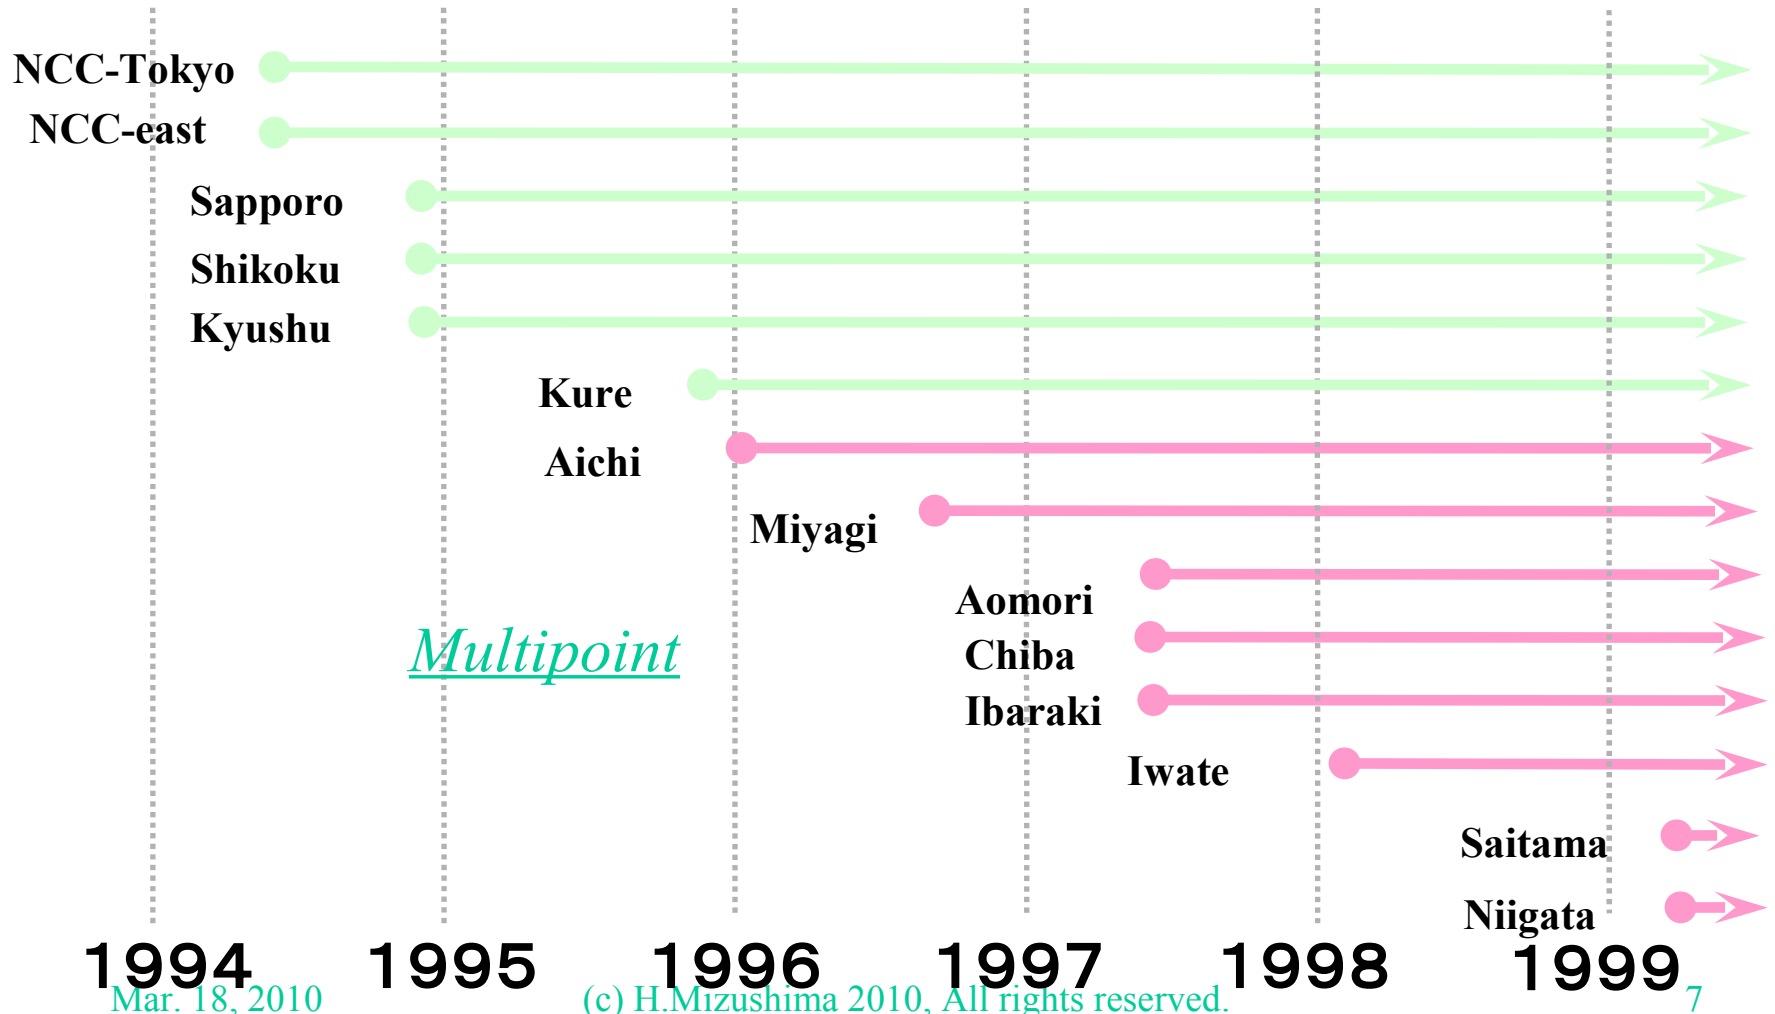 NCC-Tokyo
NCC-east
Sapporo
Shikoku
Kyushu
Kure
Aichi
Miyagi
Aomori
Multipoint
Chiba
Ibaraki
Iwate
Saitama
Niigata
1994 1995 1996 1997 1998 1999
Mar. 18, 2010 (c) H.Mizushima 2010, All rights reserved. 7